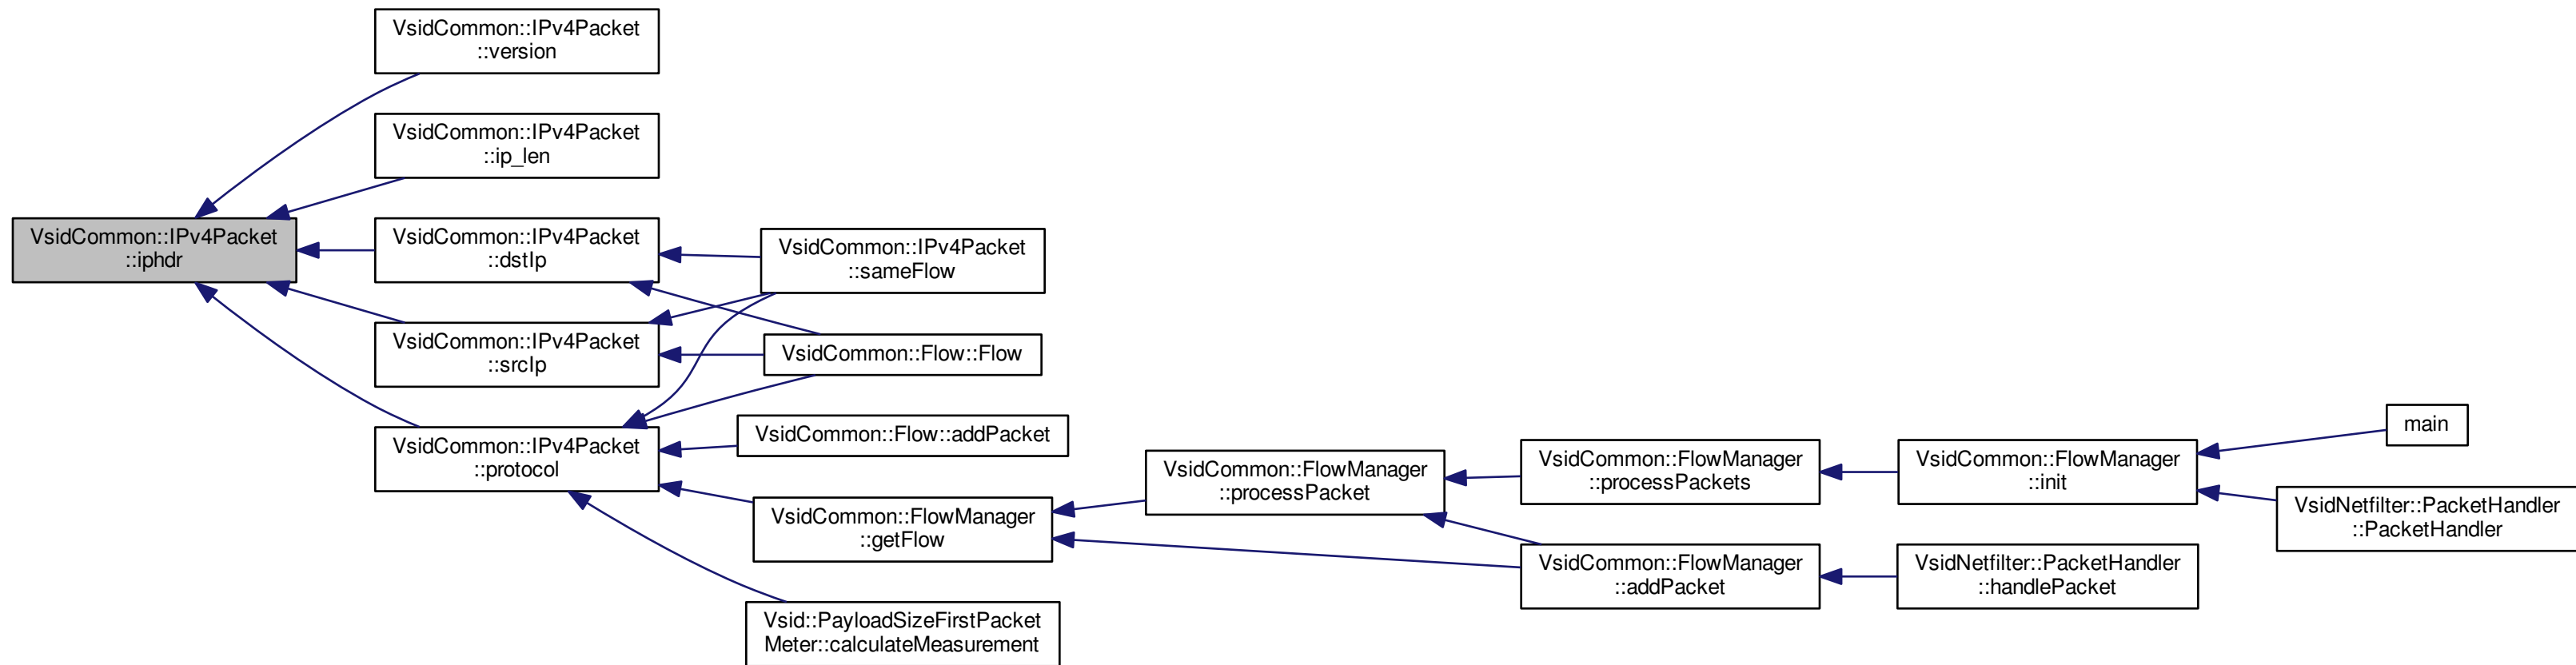 VsidCommon::IPv4Packet
::version
VsidCommon::IPv4Packet
::ip_len
VsidCommon::IPv4Packet
::iphdr
VsidCommon::IPv4Packet
::dstIp
VsidCommon::IPv4Packet
::sameFlow
VsidCommon::IPv4Packet
::srcIp
VsidCommon::Flow::Flow
VsidCommon::IPv4Packet
::protocol
VsidCommon::Flow::addPacket
VsidCommon::FlowManager
::getFlow
Vsid::PayloadSizeFirstPacket
Meter::calculateMeasurement
VsidCommon::FlowManager
::processPacket
VsidCommon::FlowManager
::processPackets
VsidCommon::FlowManager
::addPacket
VsidCommon::FlowManager
::init
VsidNetfilter::PacketHandler
::handlePacket
main
VsidNetfilter::PacketHandler
::PacketHandler